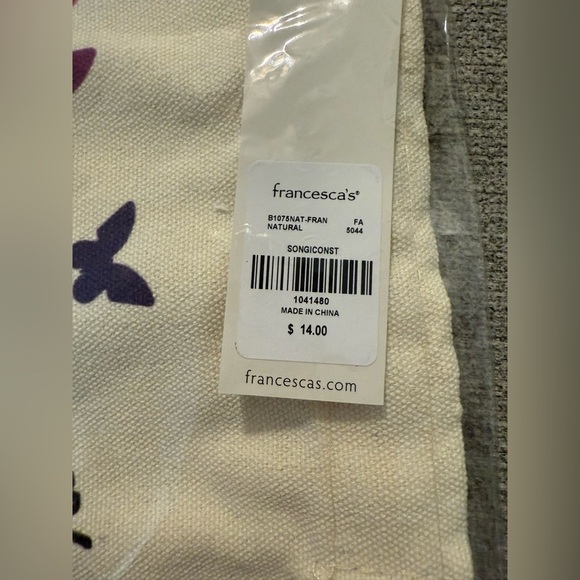 francesca's®
B1075NAT-FRAN FA
NATURAL 5044
SONGICONST
1041480
MADE IN CHINA
$ 14.00
francescas.com